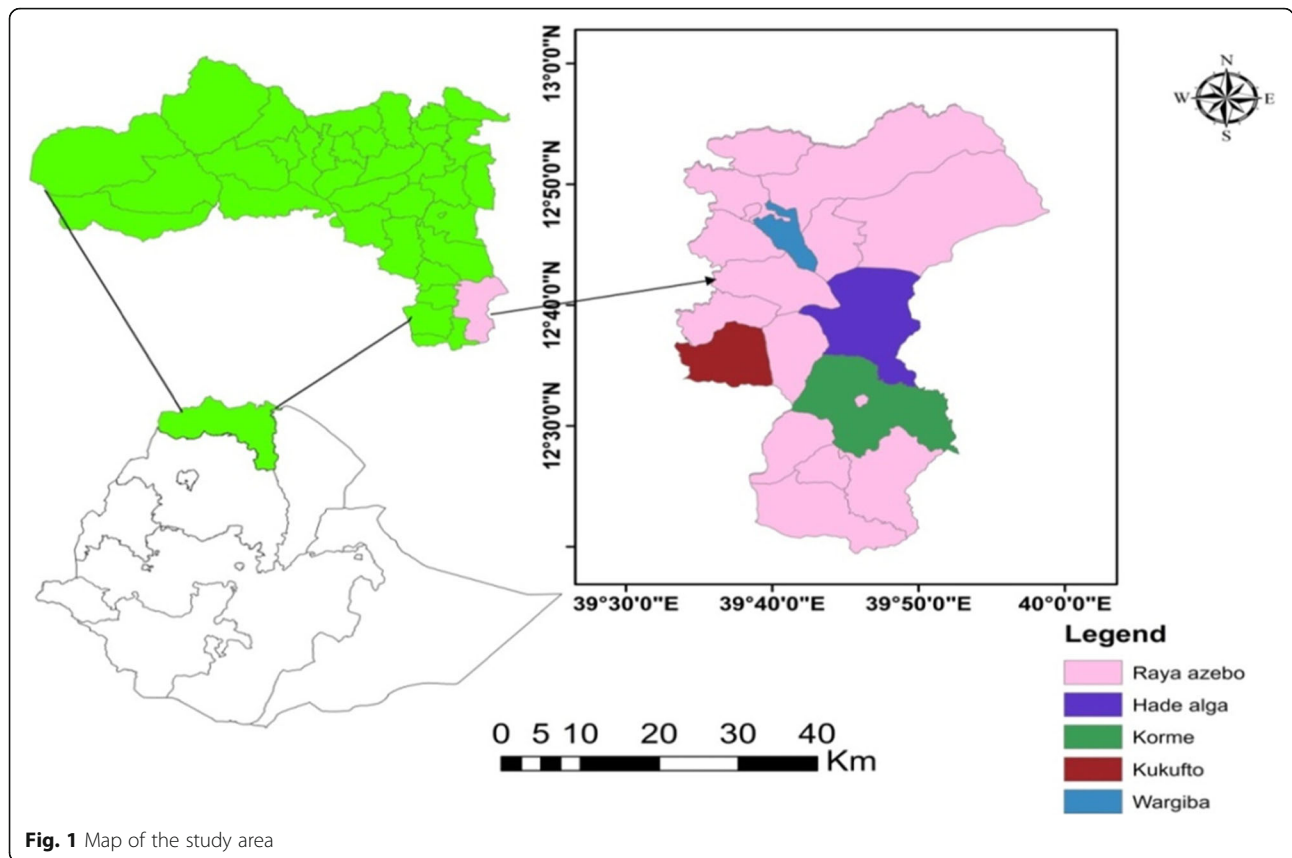 13°0'0"N
12°50'0"N
12°40'0"N
12°30'0"N
39°30'0"E 39°40'0"E 39°50'0"E 40°0'0"E
N
W E
S
Legend
Raya azebo
Hade alga
Korme
Kukufto
Wargiba
0 5 10 20 30 40
Km
Fig. 1 Map of the study area